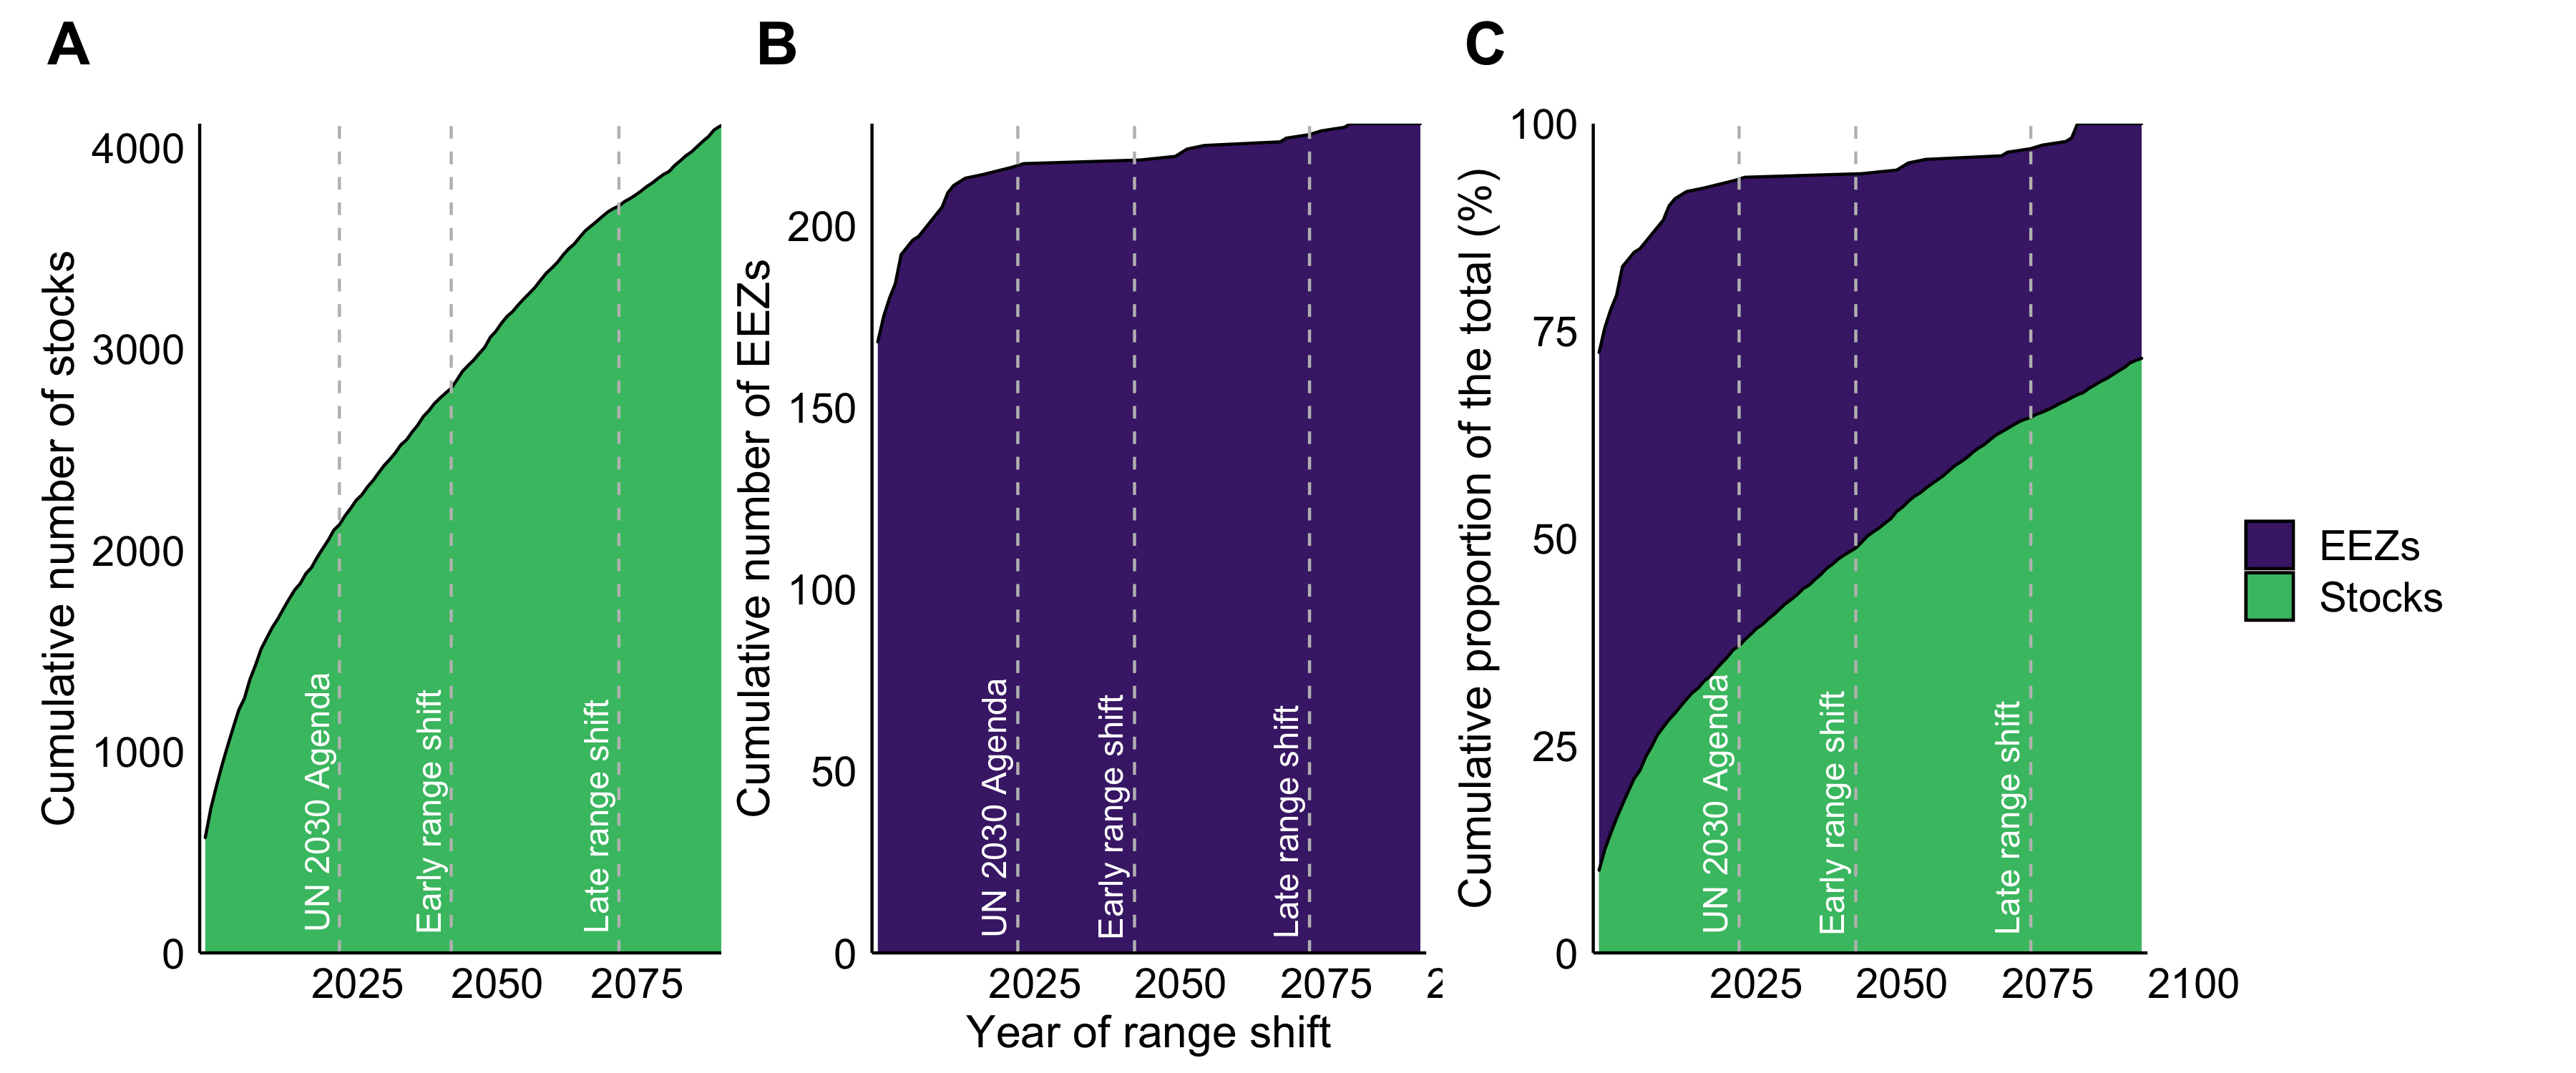 A
B
C
Cumulative number of stocks
4000
3000
2000
1000
0
UN 2030 Agenda
Early range shift
Late range shift
2025
2050
2075
Cumulative number of EEZs
200
150
100
50
0
UN 2030 Agenda
Early range shift
Late range shift
2025
2050
2075
2
Year of range shift
Cumulative proportion of the total (%)
100
75
50
25
0
UN 2030 Agenda
Early range shift
Late range shift
2025
2050
2075
2100
EEZs
Stocks